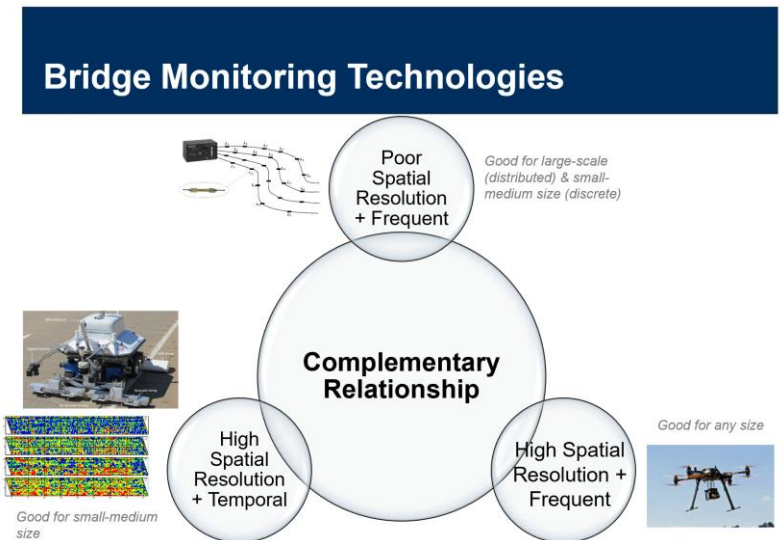 Bridge Monitoring Technologies
Poor
Spatial
Resolution
+ Frequent
Good for large-scale
(distributed) & small-
medium size (discrete)
Complementary
Relationship
High
Spatial
Resolution
+ Temporal
Good for small-medium
size
High Spatial
Resolution +
Frequent
Good for any size